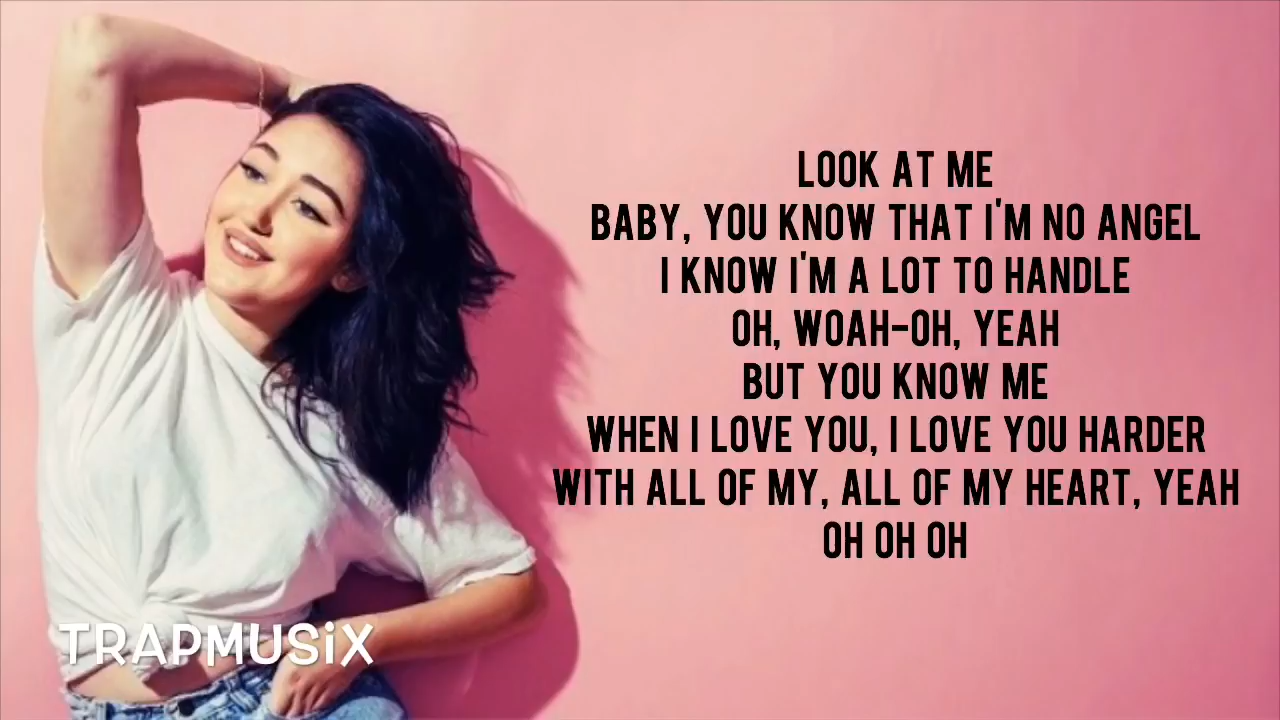 LOOK AT ME
BABY, YOU KNOW THAT I'M NO ANGEL
I KNOW I'M A LOT TO HANDLE
OH, WOAH-OH, YEAH
BUT YOU KNOW ME
WHEN I LOVE YOU, I LOVE YOU HARDER
WITH ALL OF MY, ALL OF MY HEART, YEAH
OH OH OH
TRAPMUSiX